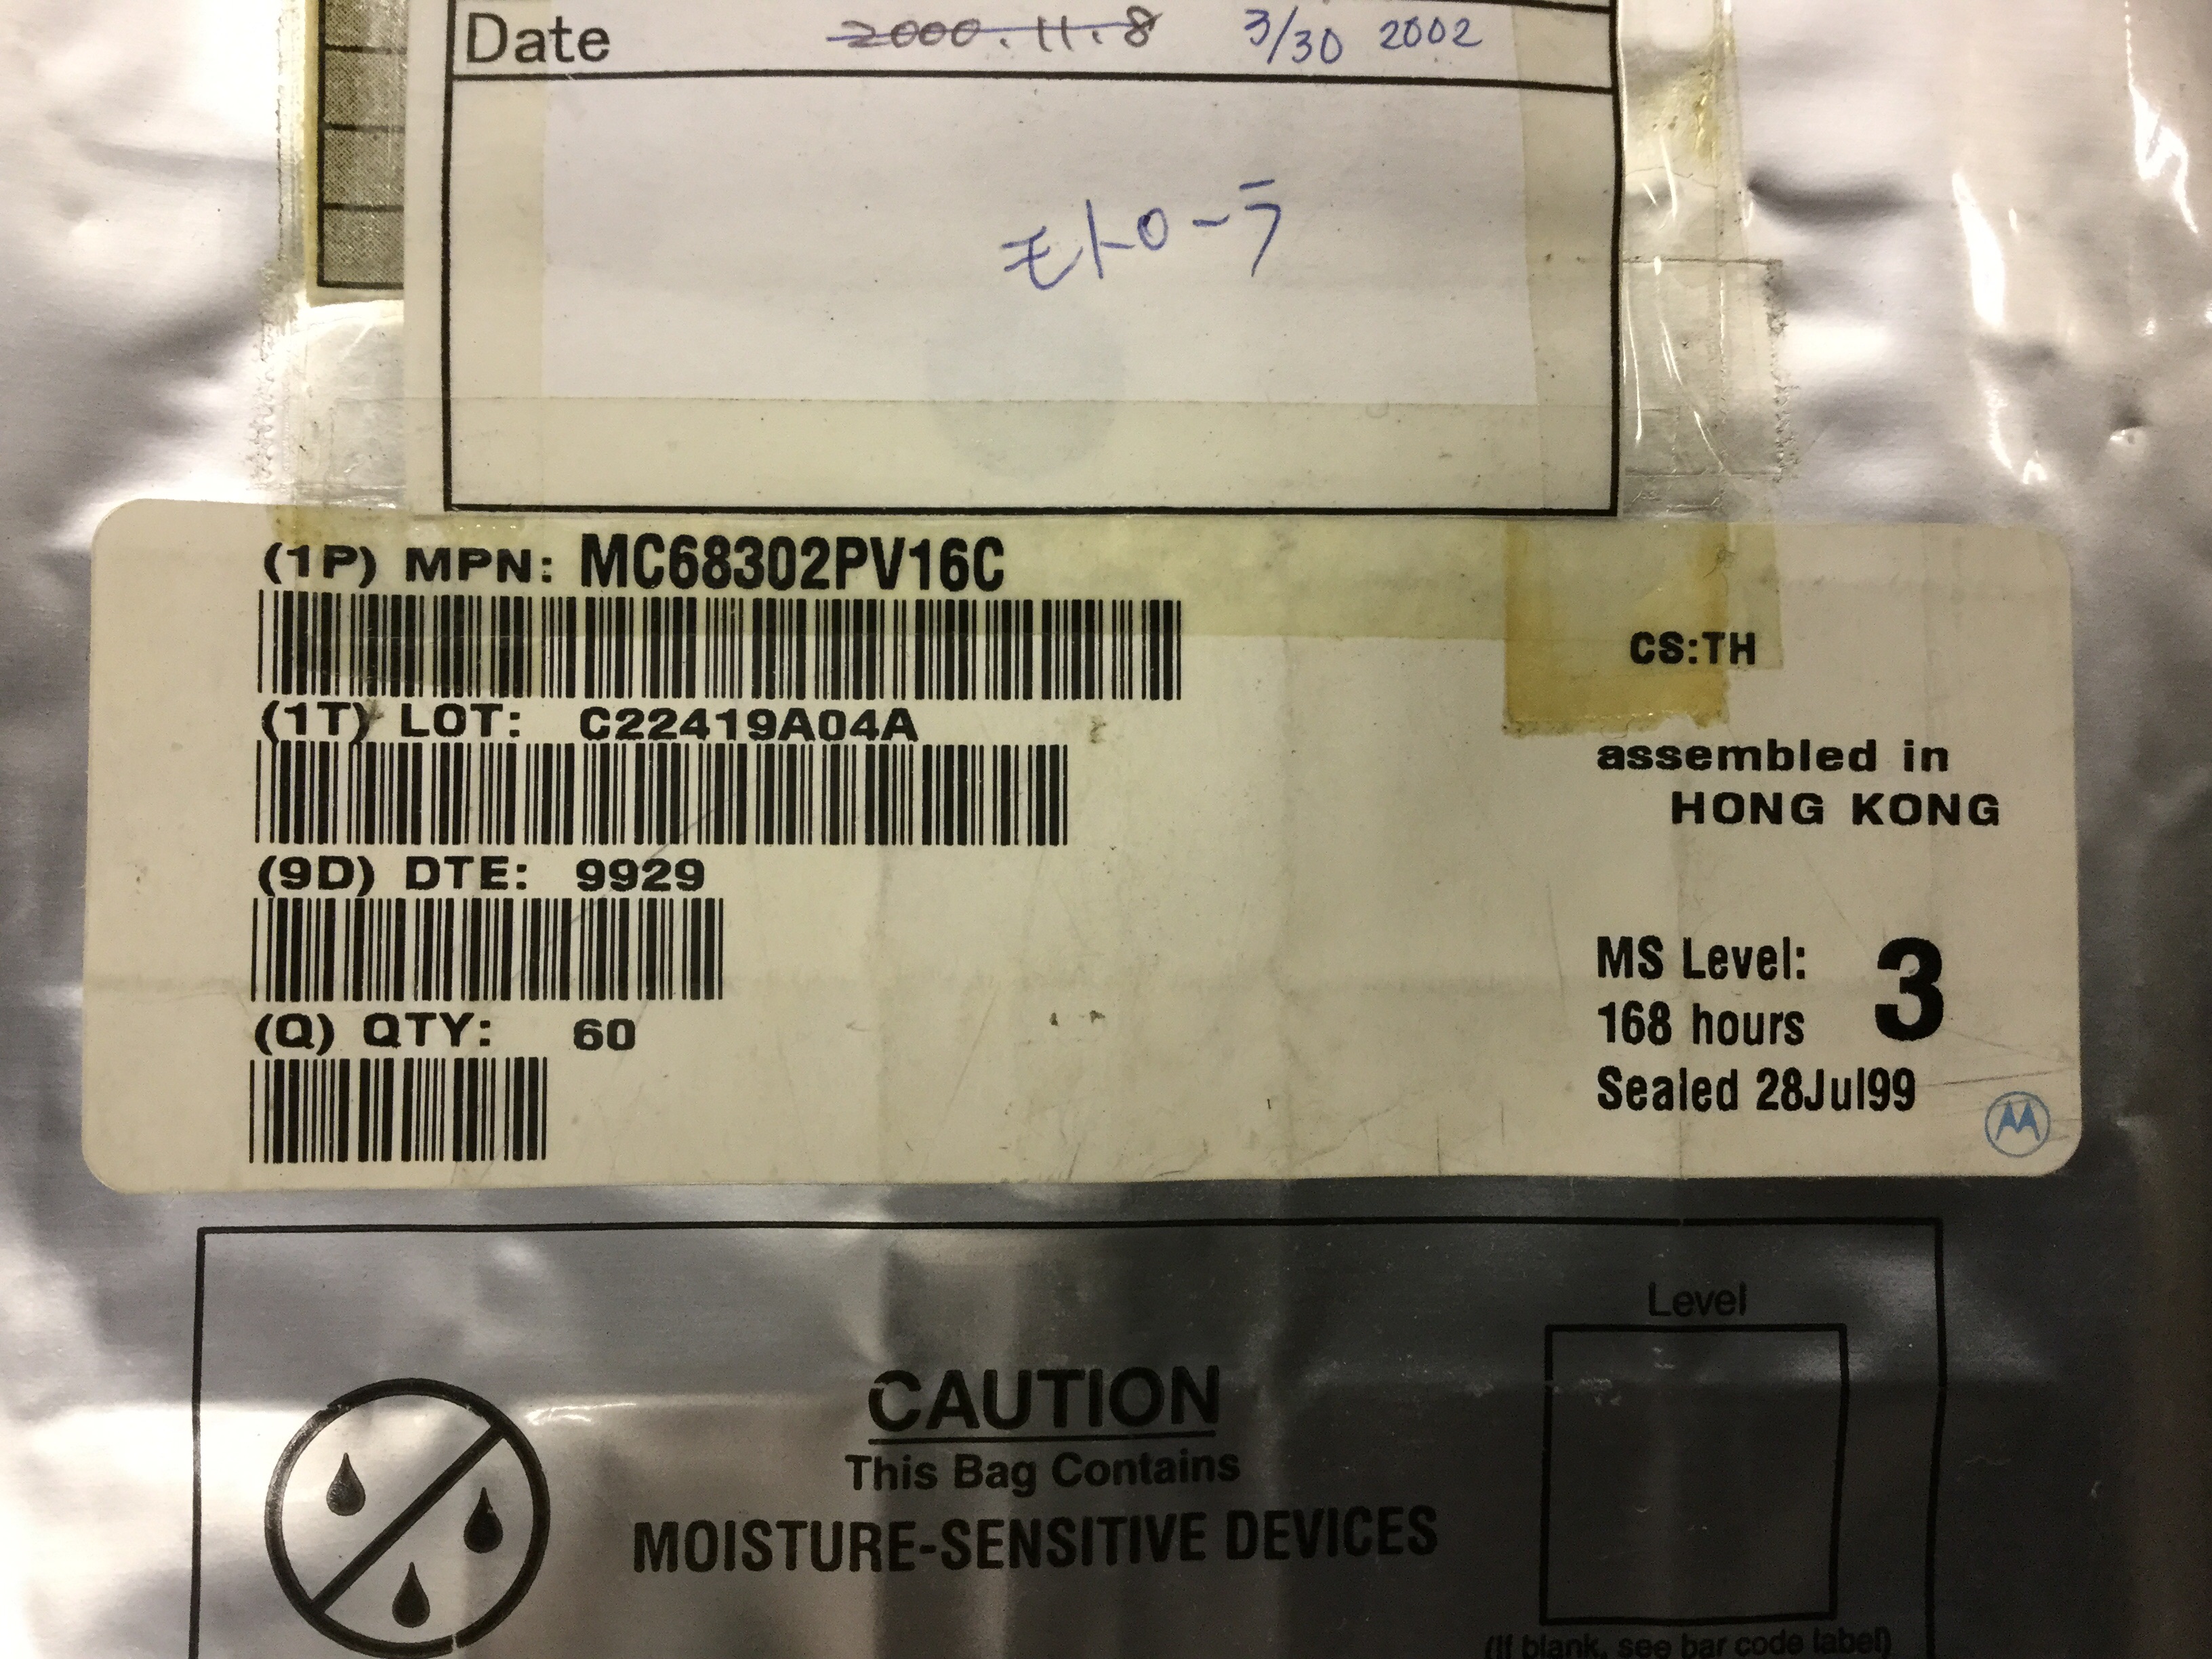 Date 2000.11.8 3/30 2002
モトローラ
(1P) MPN: MC68302PV16C
CS:TH
(1T) LOT: C22419A04A
assembled in
HONG KONG
(9D) DTE: 9929
MS Level: 3
168 hours
(Q) QTY: 60
Sealed 28Jul99
Level
CAUTION
This Bag Contains
MOISTURE-SENSITIVE DEVICES
(If blank, see bar code label)